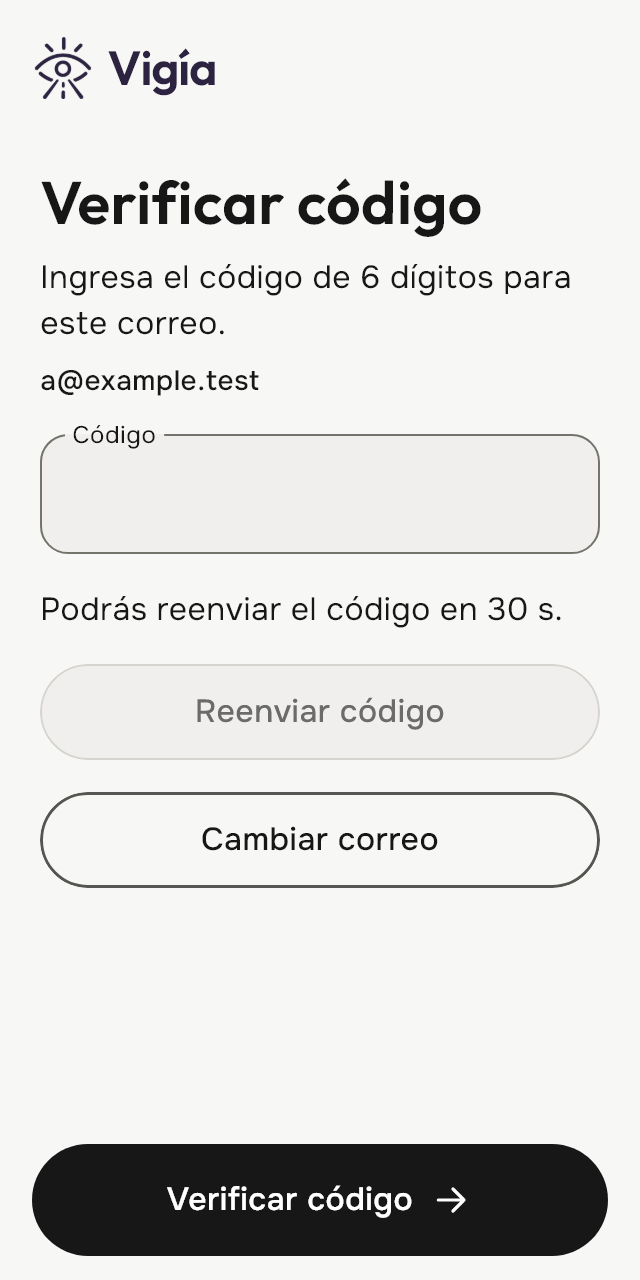 Vigía
Verificar código
Ingresa el código de 6 dígitos para
este correo.
a@example.test
Código
Podrás reenviar el código en 30 s.
Reenviar código
Cambiar correo
Verificar código →